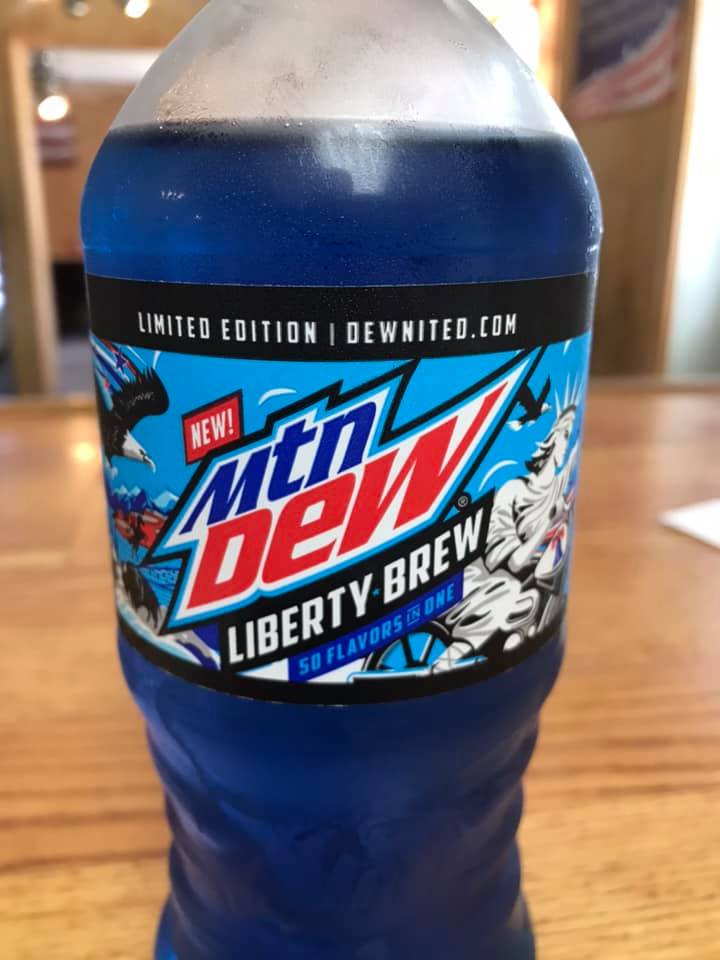 LIMITED EDITION | DEWNITED.COM
NEW!
Mtn
DEW®
LIBERTY BREW
50 FLAVORS IN ONE